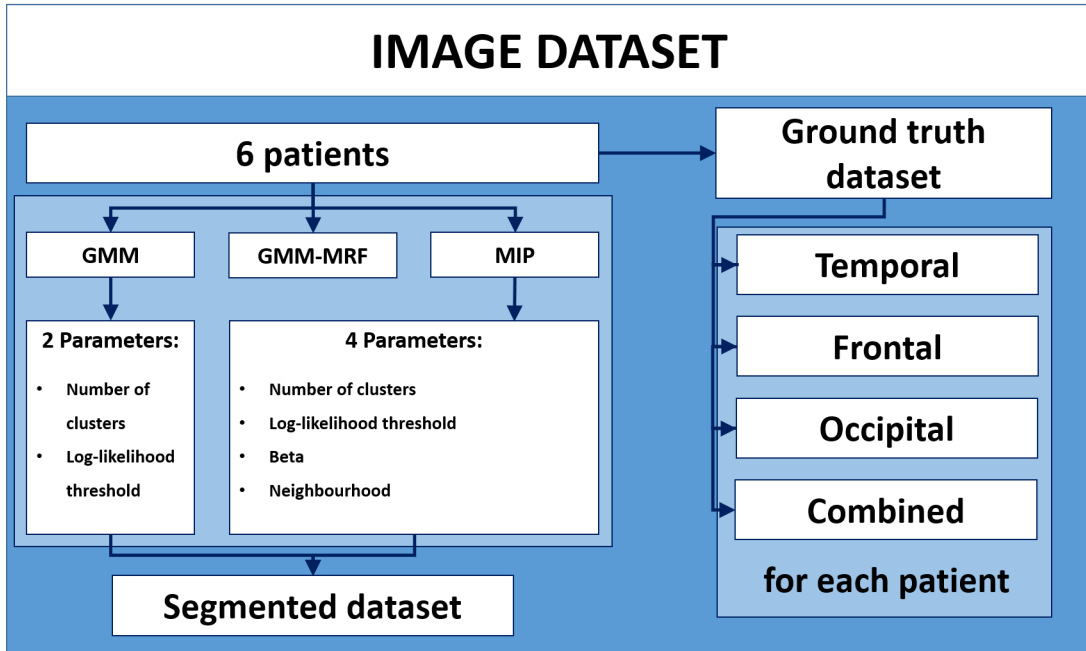 IMAGE DATASET
6 patients
GMM
GMM-MRF
MIP
2 Parameters:
• Number of
clusters
• Log-likelihood
threshold
4 Parameters:
• Number of clusters
• Log-likelihood threshold
• Beta
• Neighbourhood
Segmented dataset
Ground truth
dataset
Temporal
Frontal
Occipital
Combined
for each patient